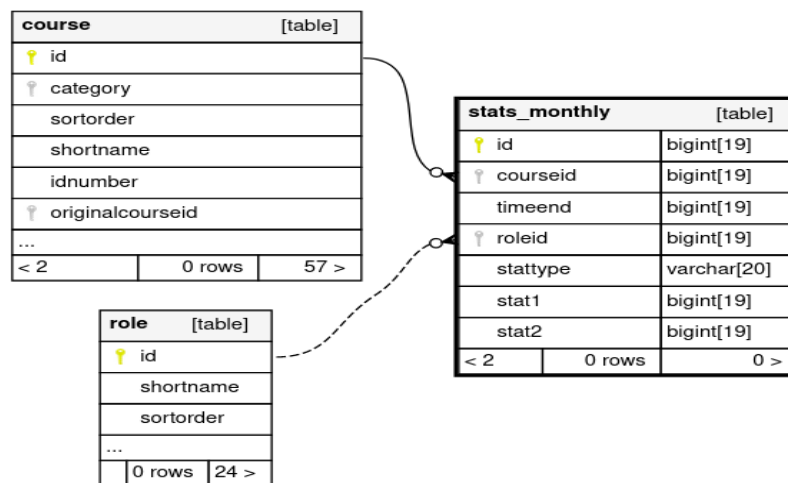 course [table]
id
category
sortorder
shortname
idnumber
originalcourseid
...
< 2 0 rows 57 >
stats_monthly [table]
id bigint[19]
courseid bigint[19]
timeend bigint[19]
roleid bigint[19]
stattype varchar[20]
stat1 bigint[19]
stat2 bigint[19]
< 2 0 rows 0 >
role [table]
id
shortname
sortorder
...
0 rows 24 >